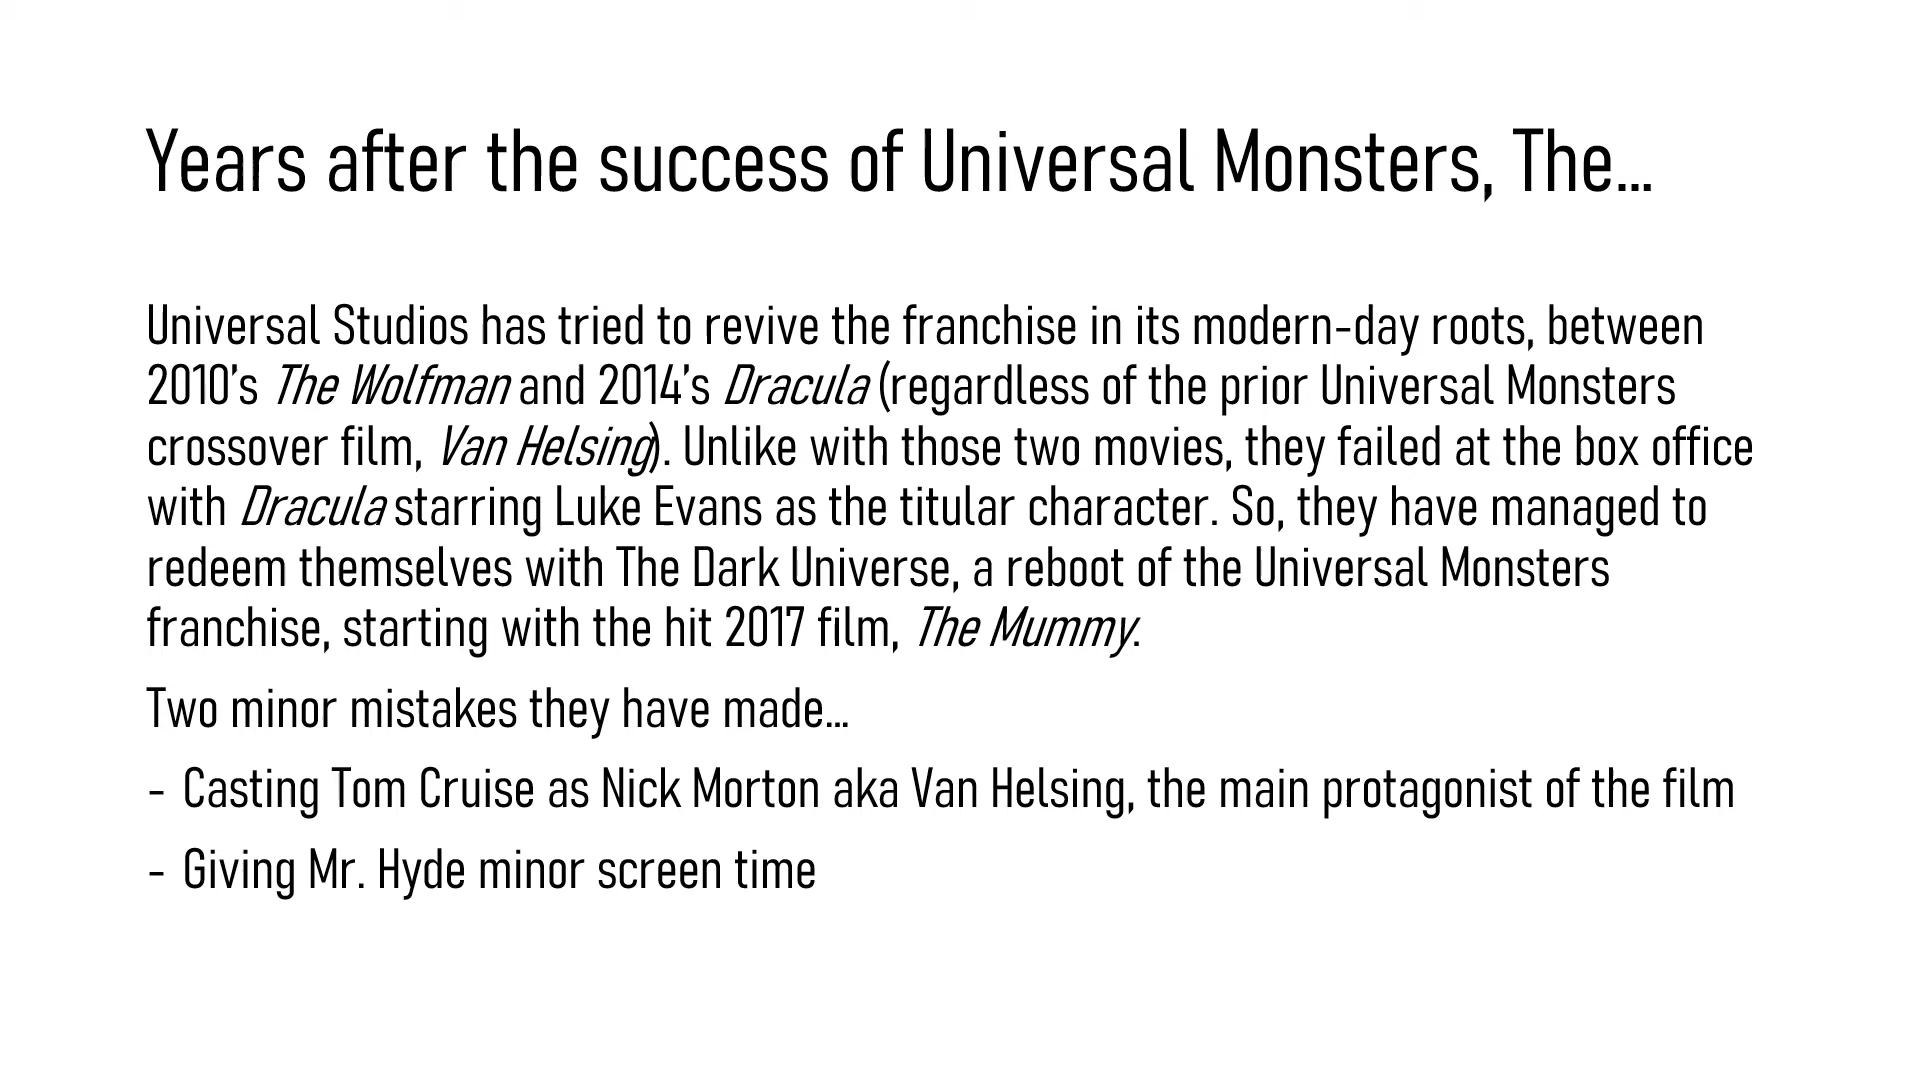 Years after the success of Universal Monsters, The…
Universal Studios has tried to revive the franchise in its modern-day roots, between
2010’s The Wolfman and 2014’s Dracula (regardless of the prior Universal Monsters
crossover film, Van Helsing). Unlike with those two movies, they failed at the box office
with Dracula starring Luke Evans as the titular character. So, they have managed to
redeem themselves with The Dark Universe, a reboot of the Universal Monsters
franchise, starting with the hit 2017 film, The Mummy.
Two minor mistakes they have made…
- Casting Tom Cruise as Nick Morton aka Van Helsing, the main protagonist of the film
- Giving Mr. Hyde minor screen time